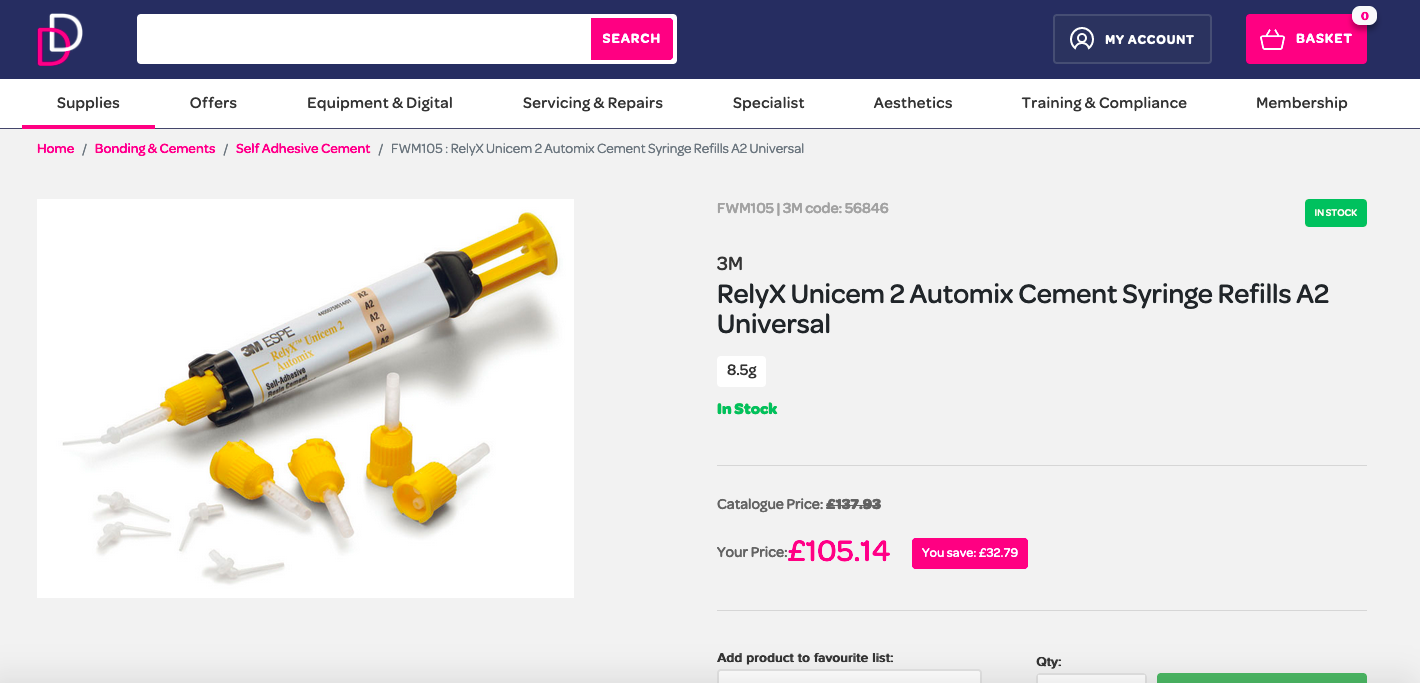 SEARCH
MY ACCOUNT
0
BASKET
Supplies
Offers
Equipment & Digital
Servicing & Repairs
Specialist
Aesthetics
Training & Compliance
Membership
Home / Bonding & Cements / Self Adhesive Cement / FWM105 : RelyX Unicem 2 Automix Cement Syringe Refills A2 Universal
3M ESPE
RelyX™ Unicem 2
Automix
Self-Adhesive
Resin Cement
A2
A2
A2
A2
A2
FWM105 | 3M code: 56846
IN STOCK
3M
RelyX Unicem 2 Automix Cement Syringe Refills A2
Universal
8.5g
In Stock
Catalogue Price: £137.93
Your Price:£105.14
You save: £32.79
Add product to favourite list:
Qty: